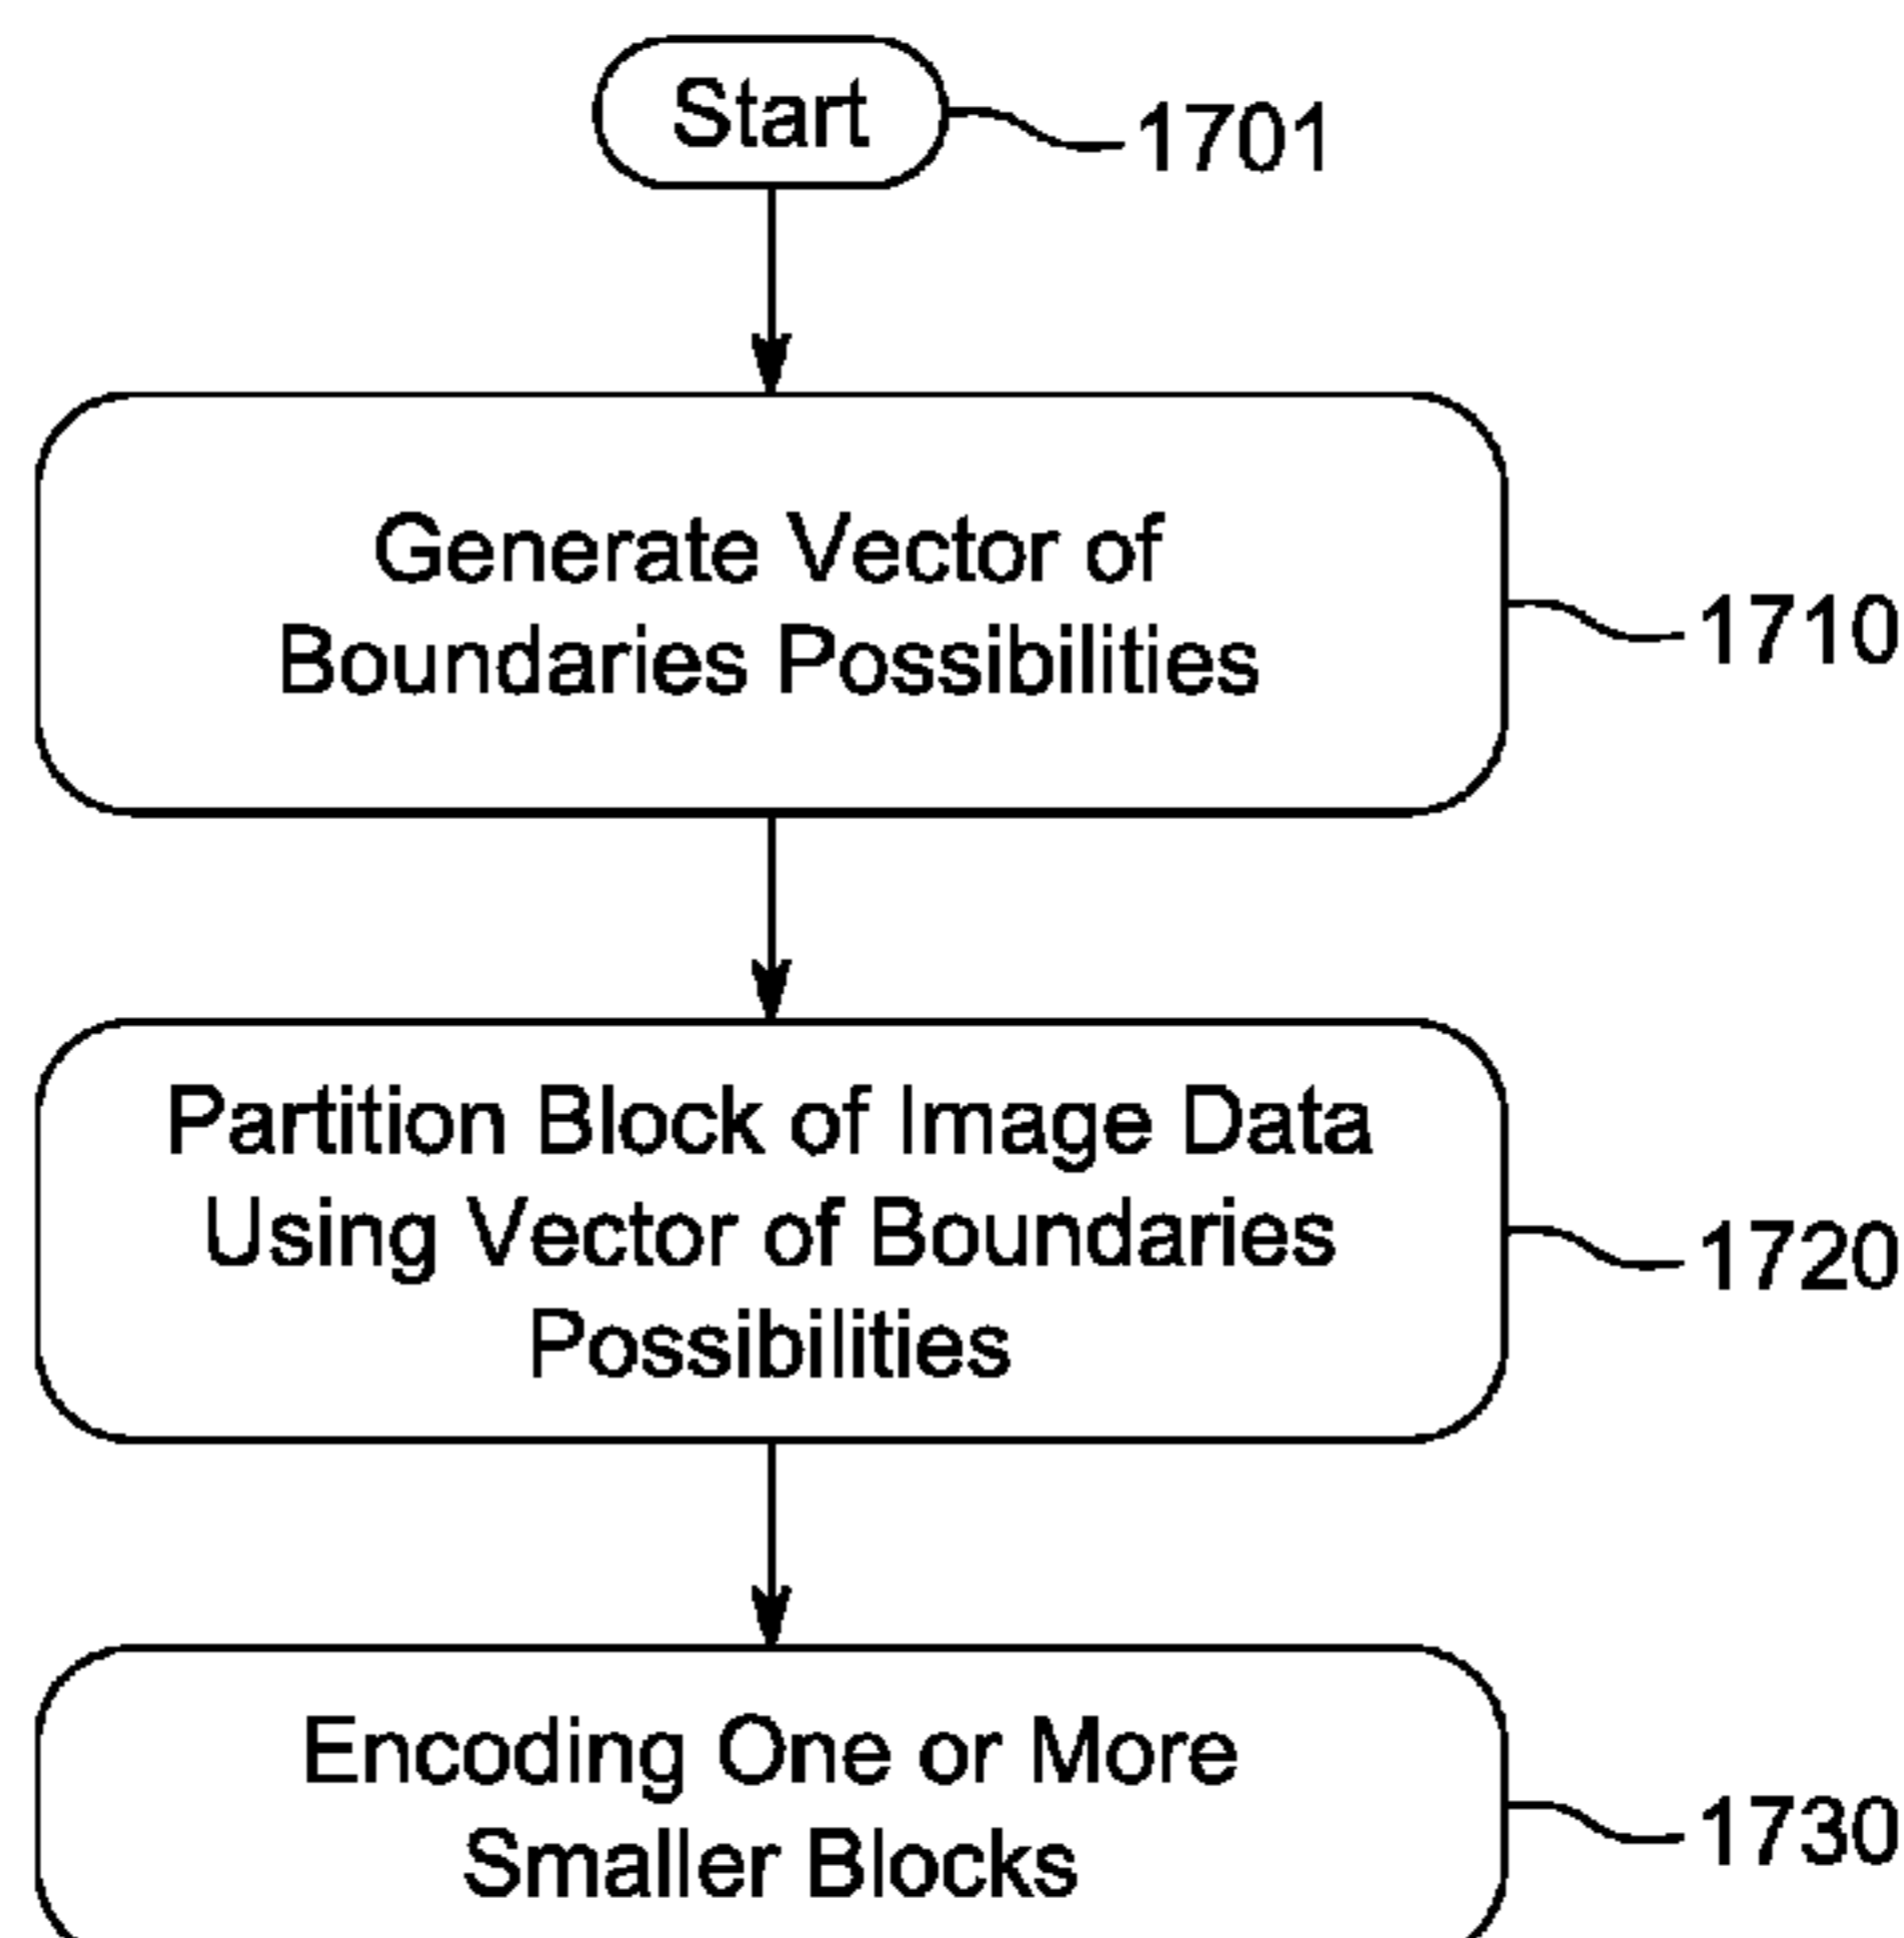 Start
1701
Generate Vector of
Boundaries Possibilities
1710
Partition Block of Image Data
Using Vector of Boundaries
Possibilities
1720
Encoding One or More
Smaller Blocks
1730